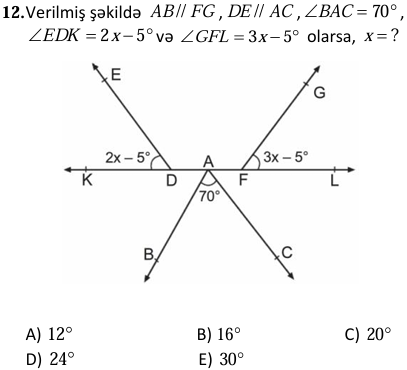 12.Verilmiş şəkildə AB// FG, DE// AC, ∠BAC = 70°,
∠EDK = 2x−5° və ∠GFL = 3x−5° olarsa, x=?
E
G
2x – 5° A 3x – 5°
K D F L
70°
B C
A) 12° B) 16° C) 20°
D) 24° E) 30°